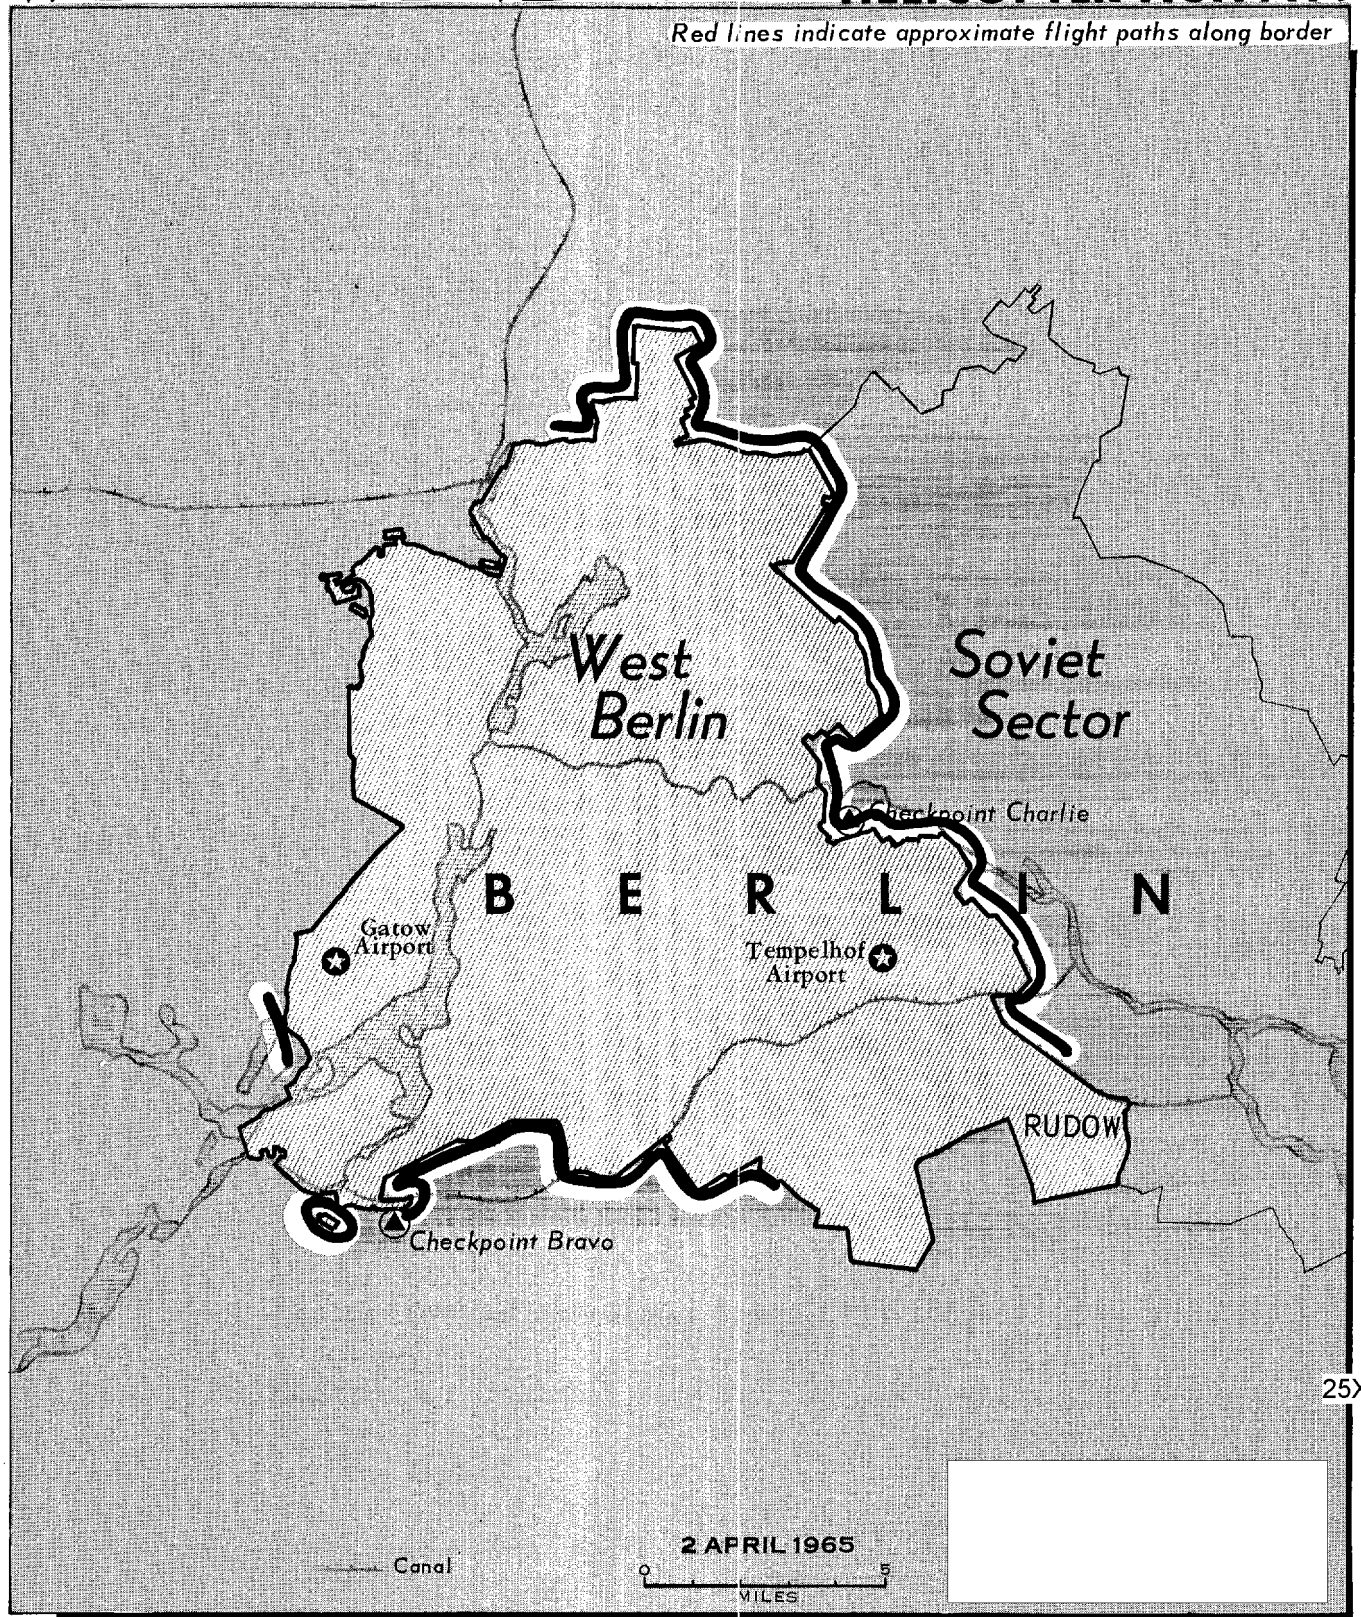 Red lines indicate approximate flight paths along border
West
Berlin
Soviet
Sector
Checkpoint Charlie
B E R L I N
Gatow
Airport
Tempelhof
Airport
RUDOW
Checkpoint Bravo
25X
2 APRIL 1965
Canal
0 5
MILES